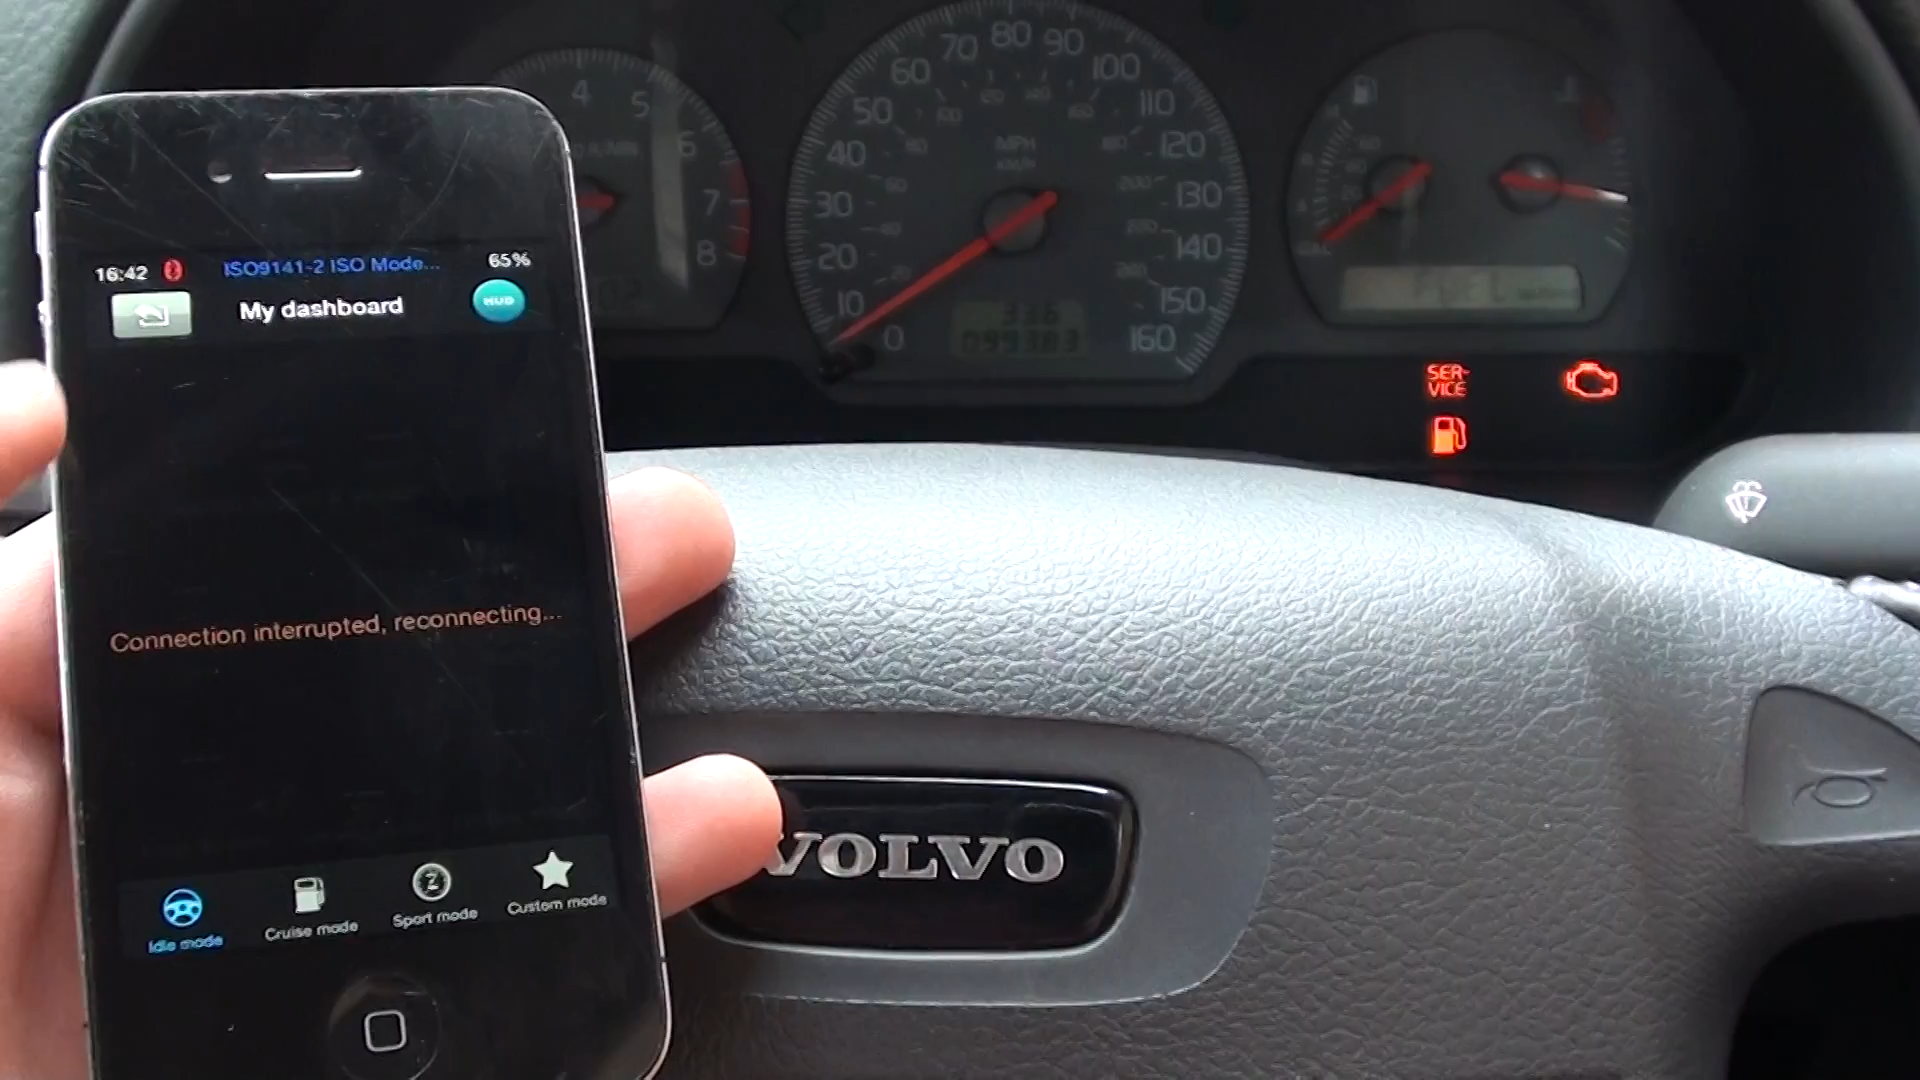 16:42 ISO9141-2 ISO Mode... 65%
My dashboard
HUD
Connection interrupted, reconnecting...
Idle mode
Cruise mode
Sport mode
Custom mode
4
5
6
7
8
0
10
20
30
40
50
60
70
80
90
100
110
120
130
140
150
160
MPH
KM/H
316
SER-
VICE
VOLVO